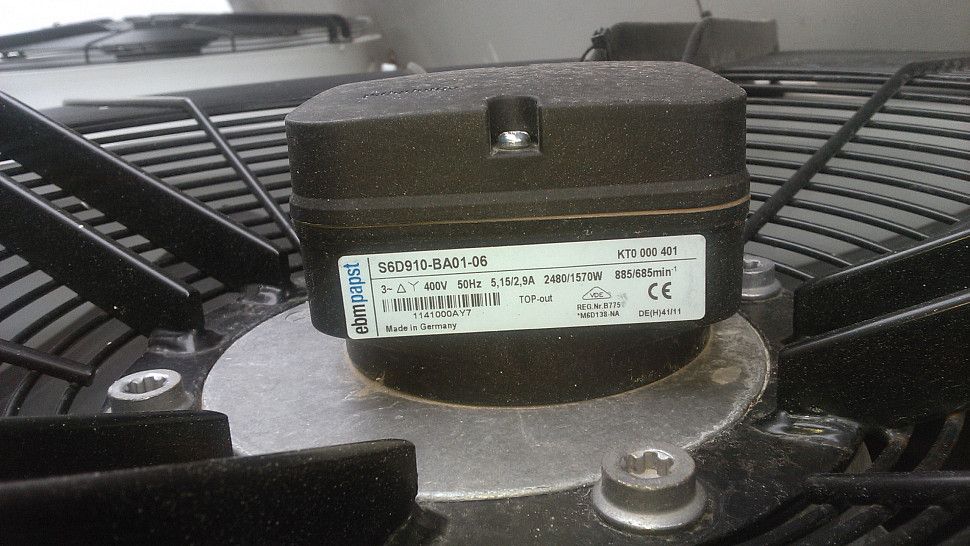 ebmpapst
S6D910-BA01-06 KT0 000 401
3~ △ Y 400V 50Hz 5,15/2,9A 2480/1570W 885/685min-1
TOP-out VDE CE
1141000AY7 REG.Nr.B775
Made in Germany *M6D138-NA DE(H)41/11